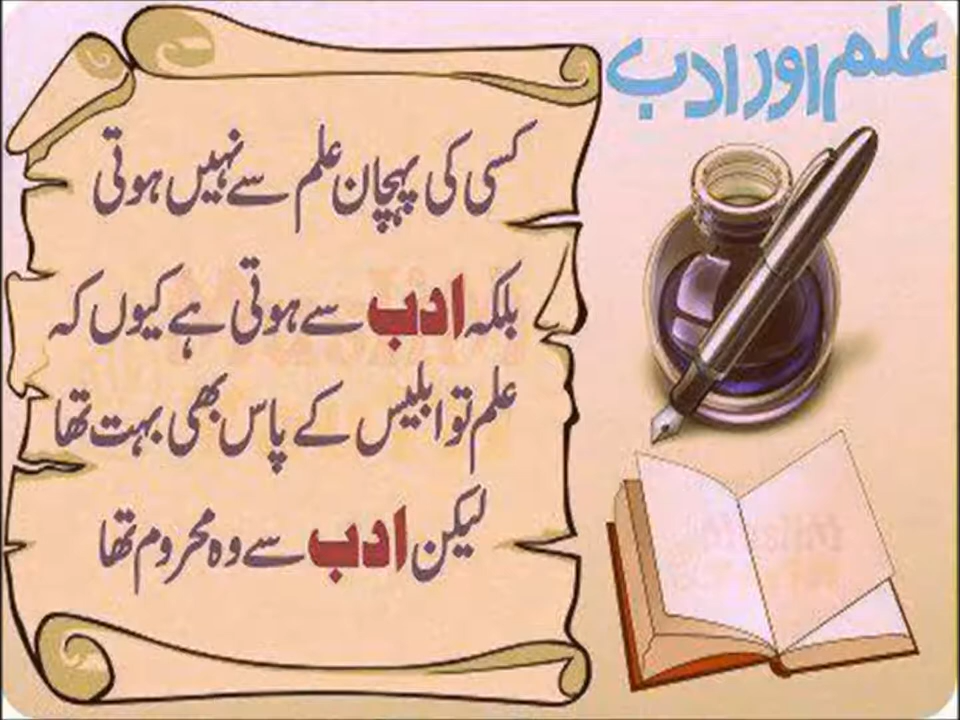 علم اور ادب
کسی کی پہچان علم سے نہیں ہوتی
بلکہ ادب سے ہوتی ہے کیوں کہ
علم تو ابلیس کے پاس بھی بہت تھا
لیکن ادب سے وہ محروم تھا